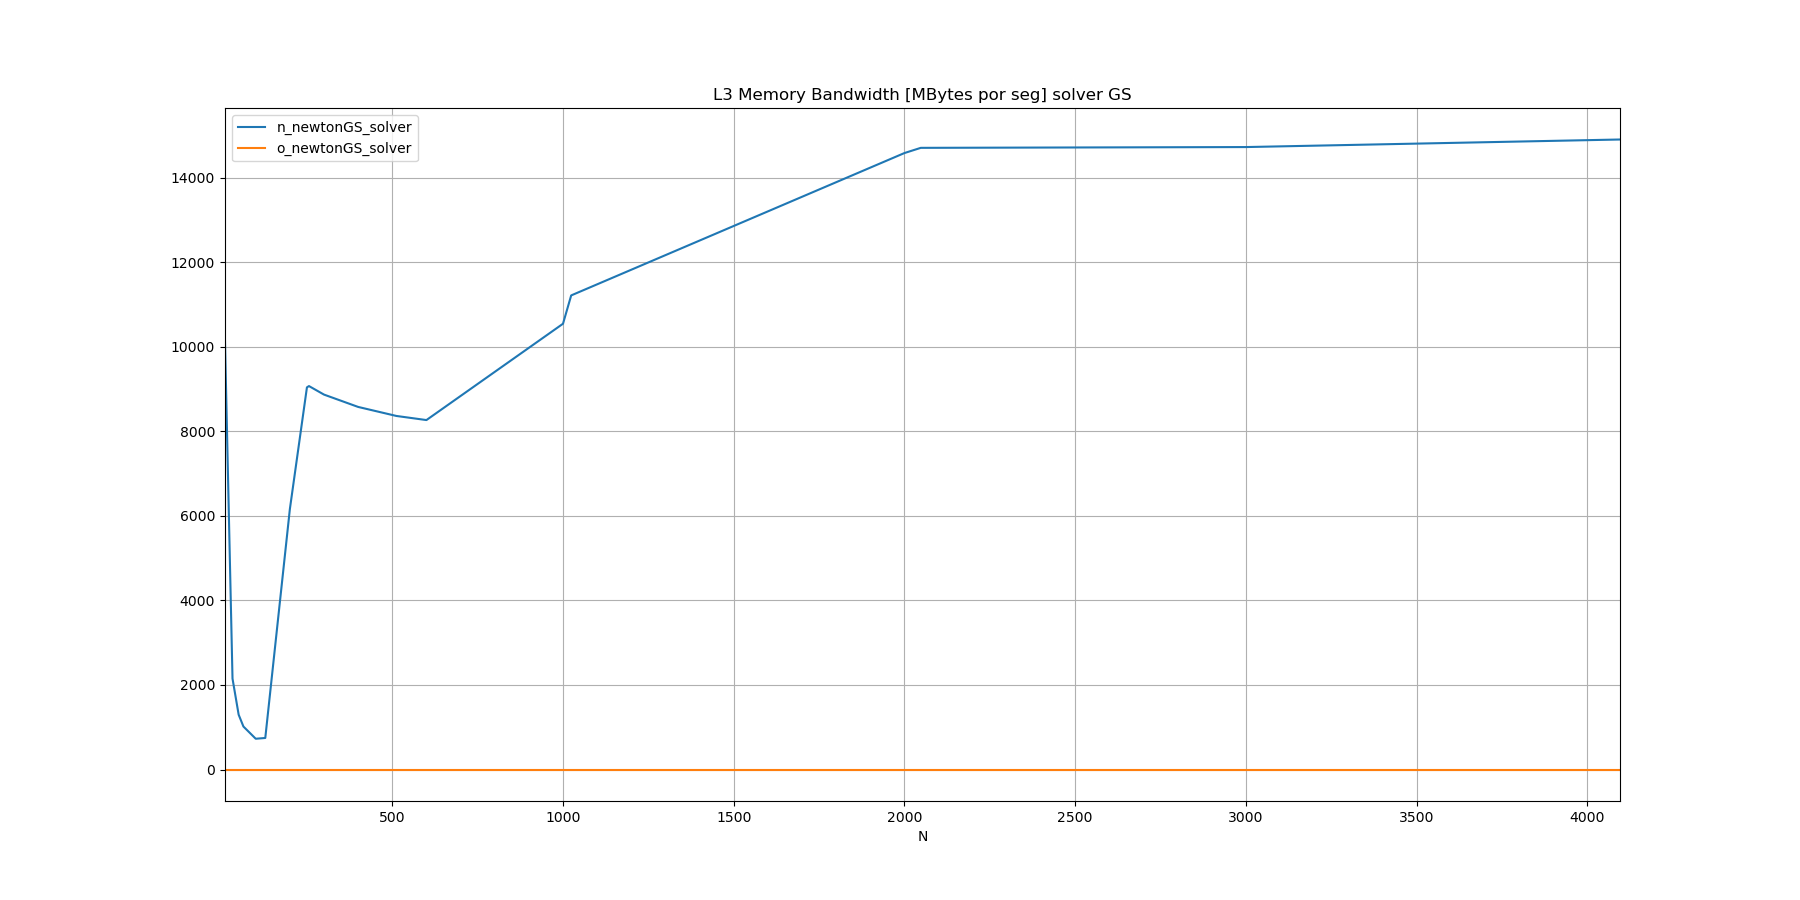 L3 Memory Bandwidth [MBytes por seg] solver GS
n_newtonGS_solver
o_newtonGS_solver
14000
12000
10000
8000
6000
4000
2000
0
500 1000 1500 2000 2500 3000 3500 4000
N